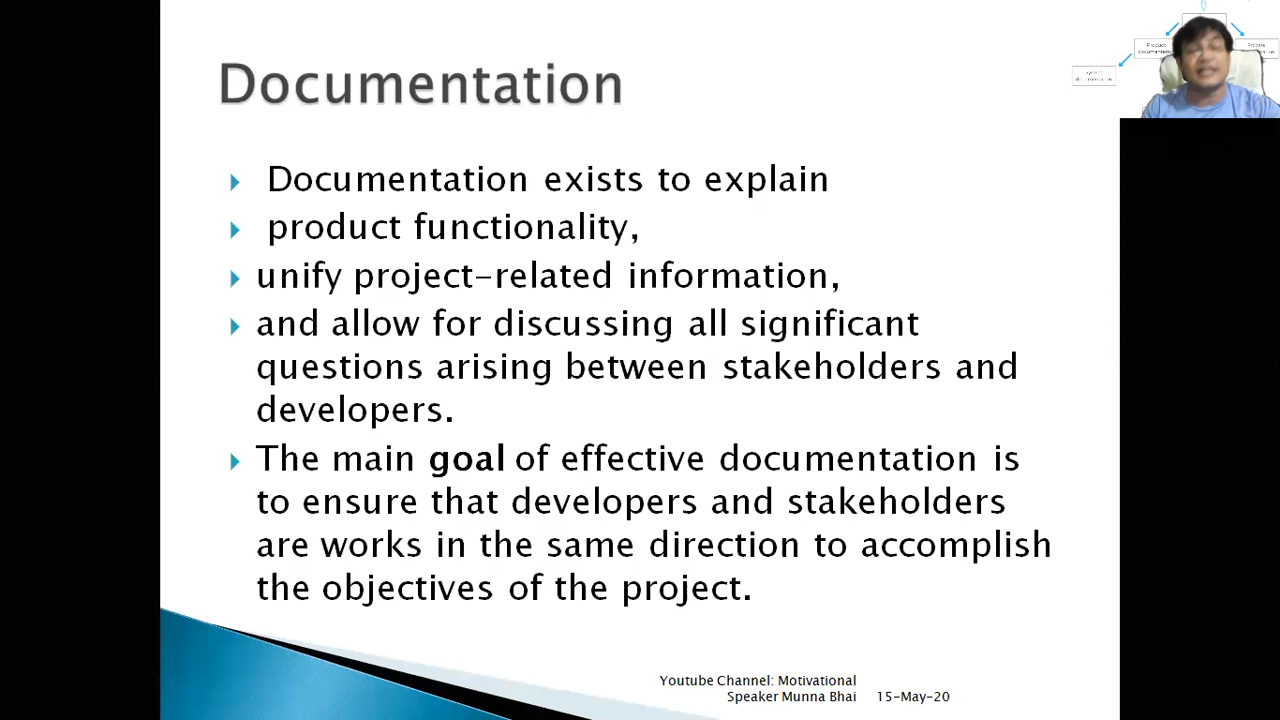 Documentation
Documentation exists to explain
product functionality,
unify project-related information,
and allow for discussing all significant
questions arising between stakeholders and
developers.
The main goal of effective documentation is
to ensure that developers and stakeholders
are works in the same direction to accomplish
the objectives of the project.
Youtube Channel: Motivational
Speaker Munna Bhai
15-May-20
Product